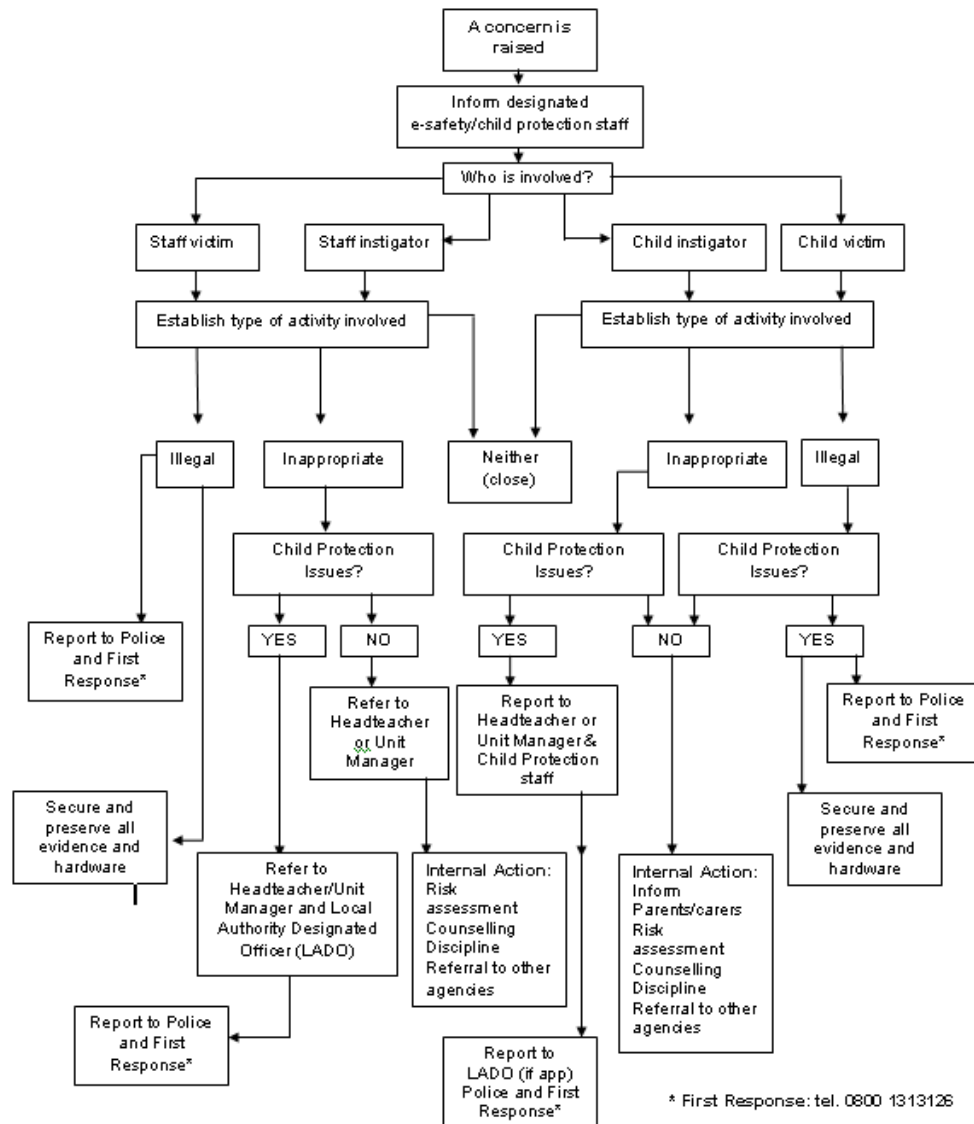 A concern is
raised
Inform designated
e-safety/child protection staff
Who is involved?
Staff victim
Staff instigator
Child instigator
Child victim
Establish type of activity involved
Establish type of activity involved
Illegal
Inappropriate
Neither
(close)
Inappropriate
Illegal
Child Protection
Issues?
Child Protection
Issues?
Child Protection
Issues?
Report to Police
and First
Response*
YES
NO
YES
NO
YES
Refer to
Headteacher
or Unit
Manager
Report to
Headteacher or
Unit Manager &
Child Protection
staff
Report to Police
and First
Response*
Secure and
preserve all
evidence and
hardware
Secure and
preserve all
evidence and
hardware
Refer to
Headteacher/Unit
Manager and Local
Authority Designated
Officer (LADO)
Internal Action:
Risk
assessment
Counselling
Discipline
Referral to other
agencies
Internal Action:
Inform
Parents/carers
Risk
assessment
Counselling
Discipline
Referral to other
agencies
Report to Police
and First
Response*
Report to
LADO (if app)
Police and First
Response*
* First Response: tel. 0800 1313126